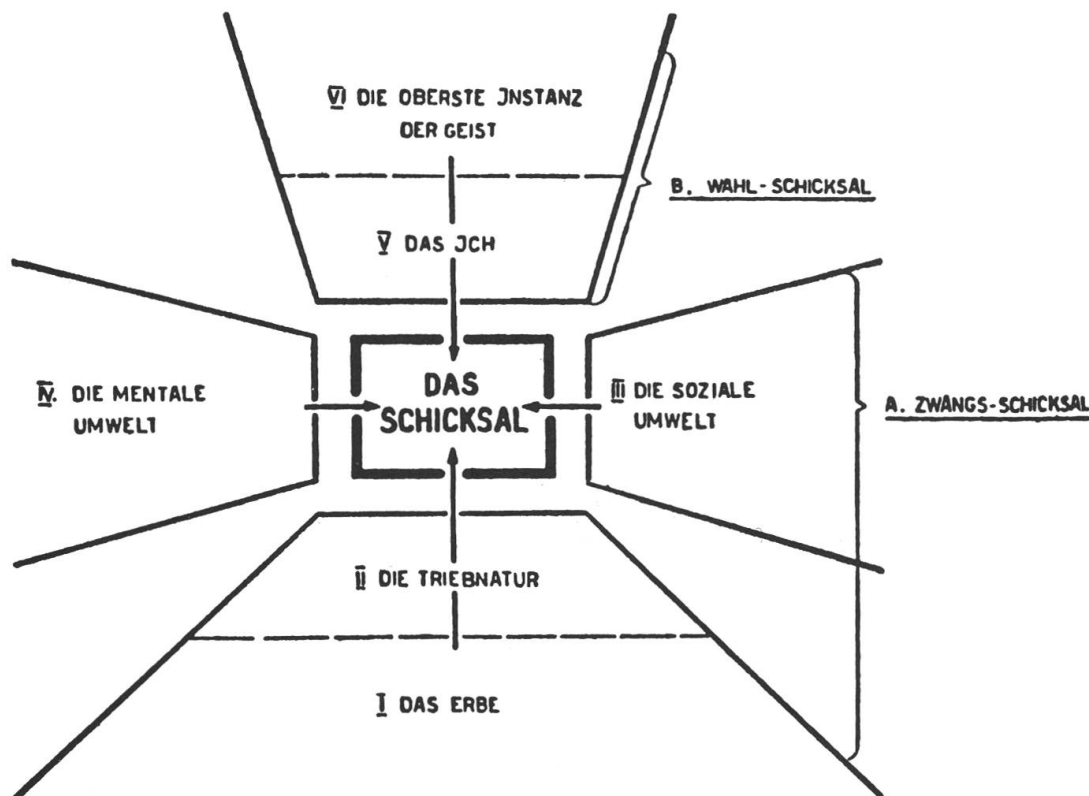 VI DIE OBERSTE JNSTANZ
DER GEIST
B. WAHL-SCHICKSAL
V DAS JCH
IV. DIE MENTALE
UMWELT
DAS
SCHICKSAL
III DIE SOZIALE
UMWELT
A. ZWANGS-SCHICKSAL
II DIE TRIEBNATUR
I DAS ERBE